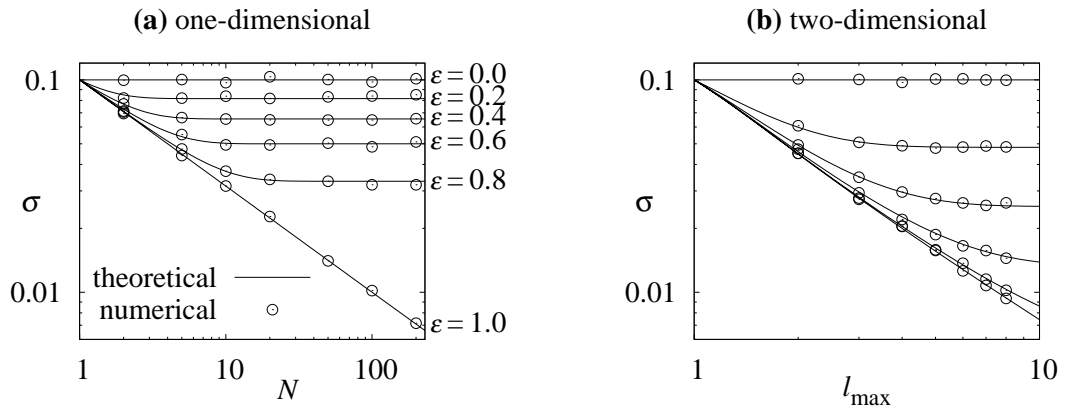 (a) one-dimensional
0.1
0.01
σ
ε = 0.0
ε = 0.2
ε = 0.4
ε = 0.6
ε = 0.8
ε = 1.0
theoretical
numerical
1 10 100
N
(b) two-dimensional
0.1
0.01
σ
1 10
lmax